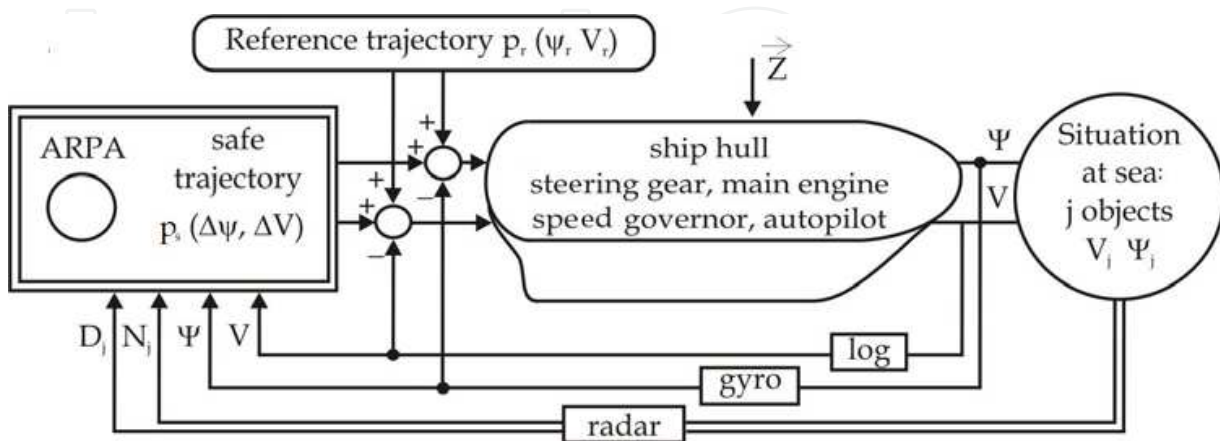 Reference trajectory pᵣ (ψᵣ Vᵣ)
Z⃗
ARPA
safe
trajectory
pₛ (Δψ, ΔV)
+
+
+
+
−
−
ship hull
steering gear, main engine
speed governor, autopilot
Ψ
V
Situation
at sea:
j objects
Vⱼ Ψⱼ
Dⱼ Nⱼ Ψ V
log
gyro
radar